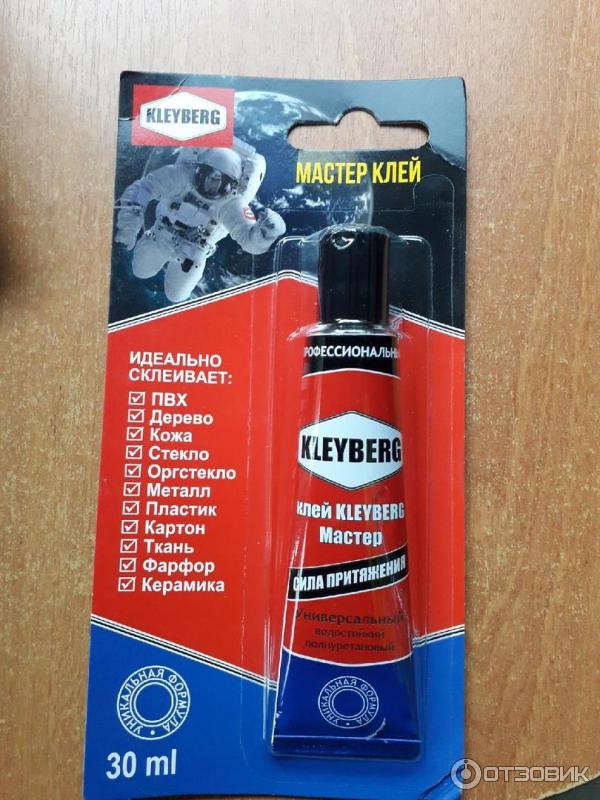 KLEYBERG
МАСТЕР КЛЕЙ
ИДЕАЛЬНО
СКЛЕИВАЕТ:
ПВХ
Дерево
Кожа
Стекло
Оргстекло
Металл
Пластик
Картон
Ткань
Фарфор
Керамика
УНИКАЛЬНАЯ ФОРМУЛА
30 ml
РОФЕССИОНАЛЬНЫ
KLEYBERG
клей KLEYBERG
Мастер
СИЛА ПРИТЯЖЕНИЯ
Универсальный
водостойкий
полиуретановый
УНИКАЛЬНАЯ ФОРМУЛА
ОТЗОВИК